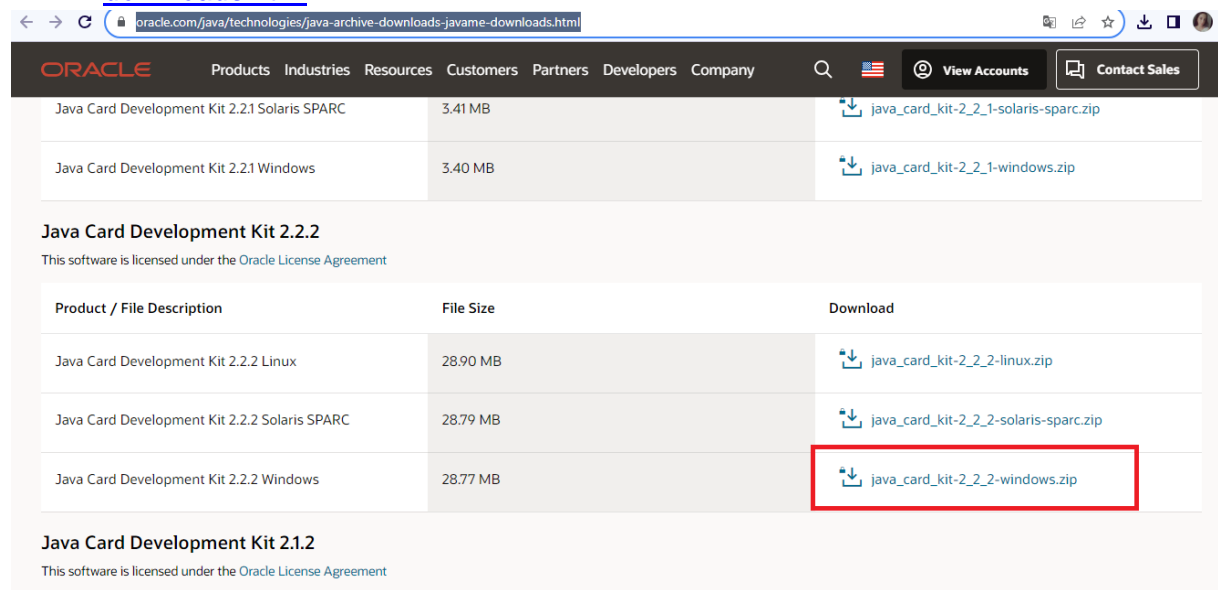 oracle.com/java/technologies/java-archive-downloads-javame-downloads.html
ORACLE Products Industries Resources Customers Partners Developers Company View Accounts Contact Sales
Java Card Development Kit 2.2.1 Solaris SPARC 3.41 MB java_card_kit-2_2_1-solaris-sparc.zip
Java Card Development Kit 2.2.1 Windows 3.40 MB java_card_kit-2_2_1-windows.zip
Java Card Development Kit 2.2.2
This software is licensed under the Oracle License Agreement
Product / File Description File Size Download
Java Card Development Kit 2.2.2 Linux 28.90 MB java_card_kit-2_2_2-linux.zip
Java Card Development Kit 2.2.2 Solaris SPARC 28.79 MB java_card_kit-2_2_2-solaris-sparc.zip
Java Card Development Kit 2.2.2 Windows 28.77 MB java_card_kit-2_2_2-windows.zip
Java Card Development Kit 2.1.2
This software is licensed under the Oracle License Agreement